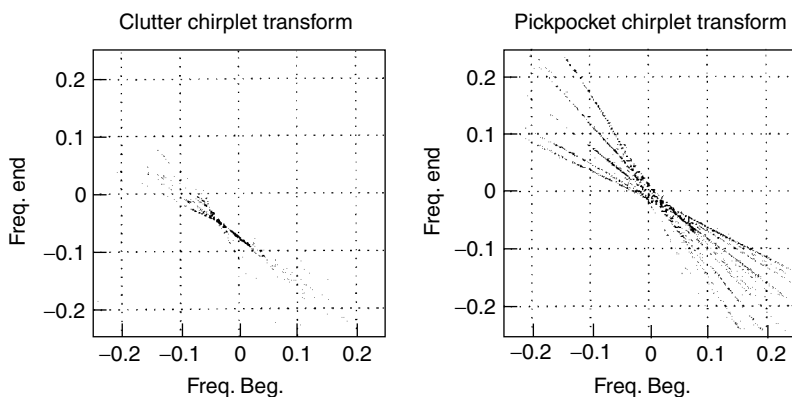 Clutter chirplet transform
Freq. end
0.2
0.1
0
−0.1
−0.2
−0.2 −0.1 0 0.1 0.2
Freq. Beg.
Pickpocket chirplet transform
Freq. end
0.2
0.1
0
−0.1
−0.2
−0.2 −0.1 0 0.1 0.2
Freq. Beg.